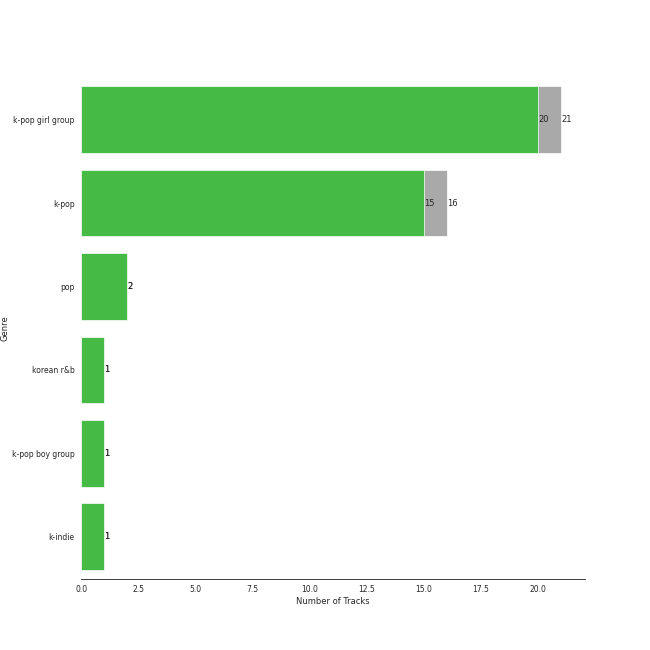 k-pop girl group
20
21
k-pop
15
16
pop
2
Genre
korean r&b
1
k-pop boy group
1
k-indie
1
0.0 2.5 5.0 7.5 10.0 12.5 15.0 17.5 20.0
Number of Tracks